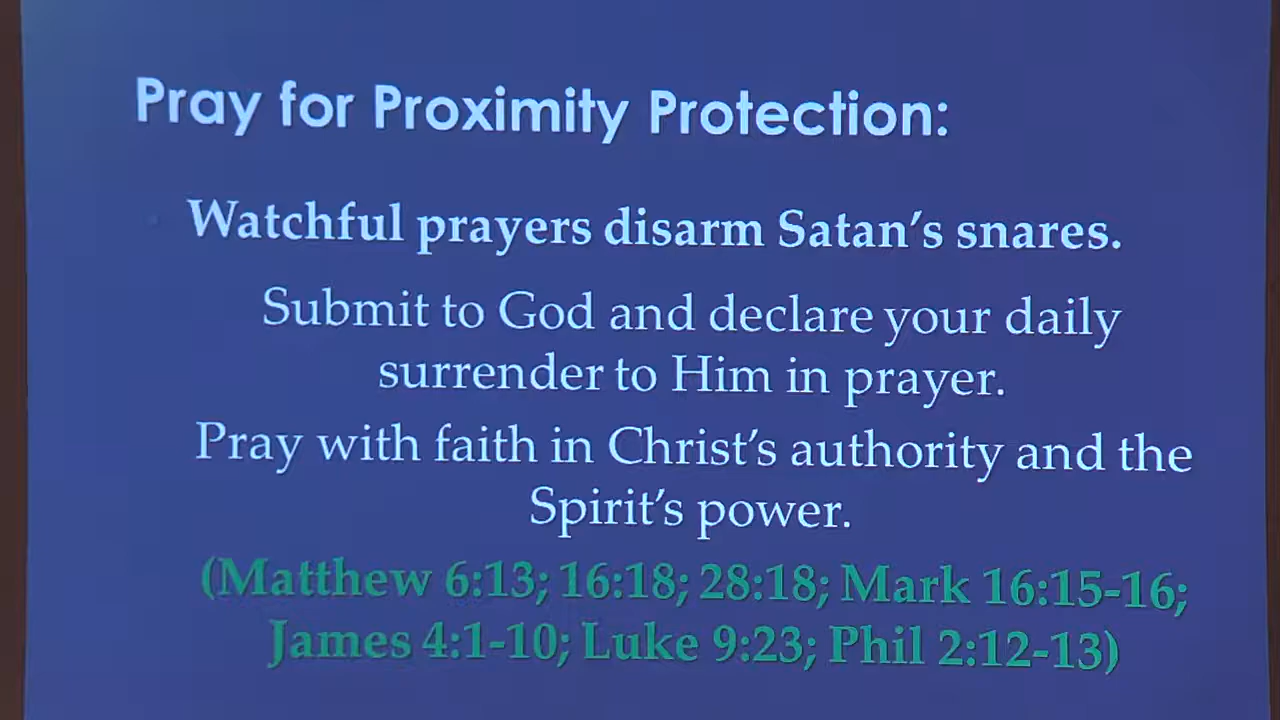 Pray for Proximity Protection:
Watchful prayers disarm Satan's snares.
Submit to God and declare your daily
surrender to Him in prayer.
Pray with faith in Christ's authority and the
Spirit's power.
(Matthew 6:13; 16:18; 28:18; Mark 16:15-16;
James 4:1-10; Luke 9:23; Phil 2:12-13)